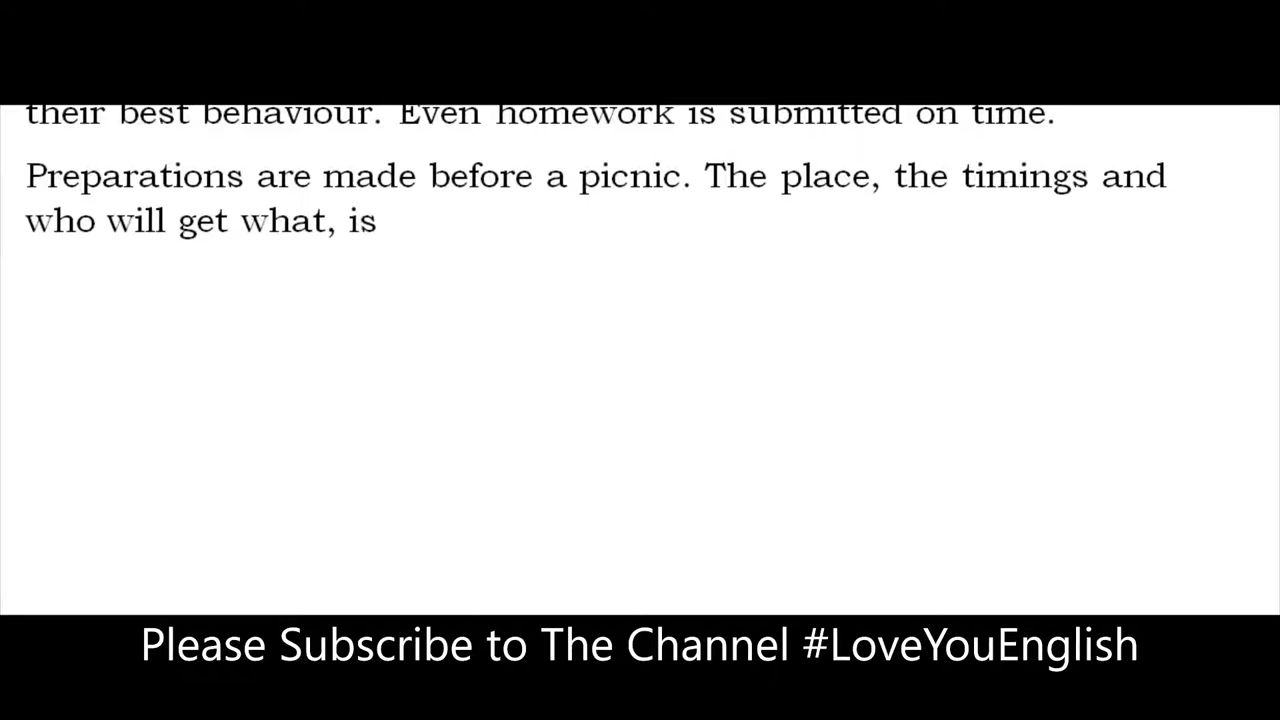 their best behaviour. Even homework is submitted on time.
Preparations are made before a picnic. The place, the timings and
who will get what, is
Please Subscribe to The Channel #LoveYouEnglish